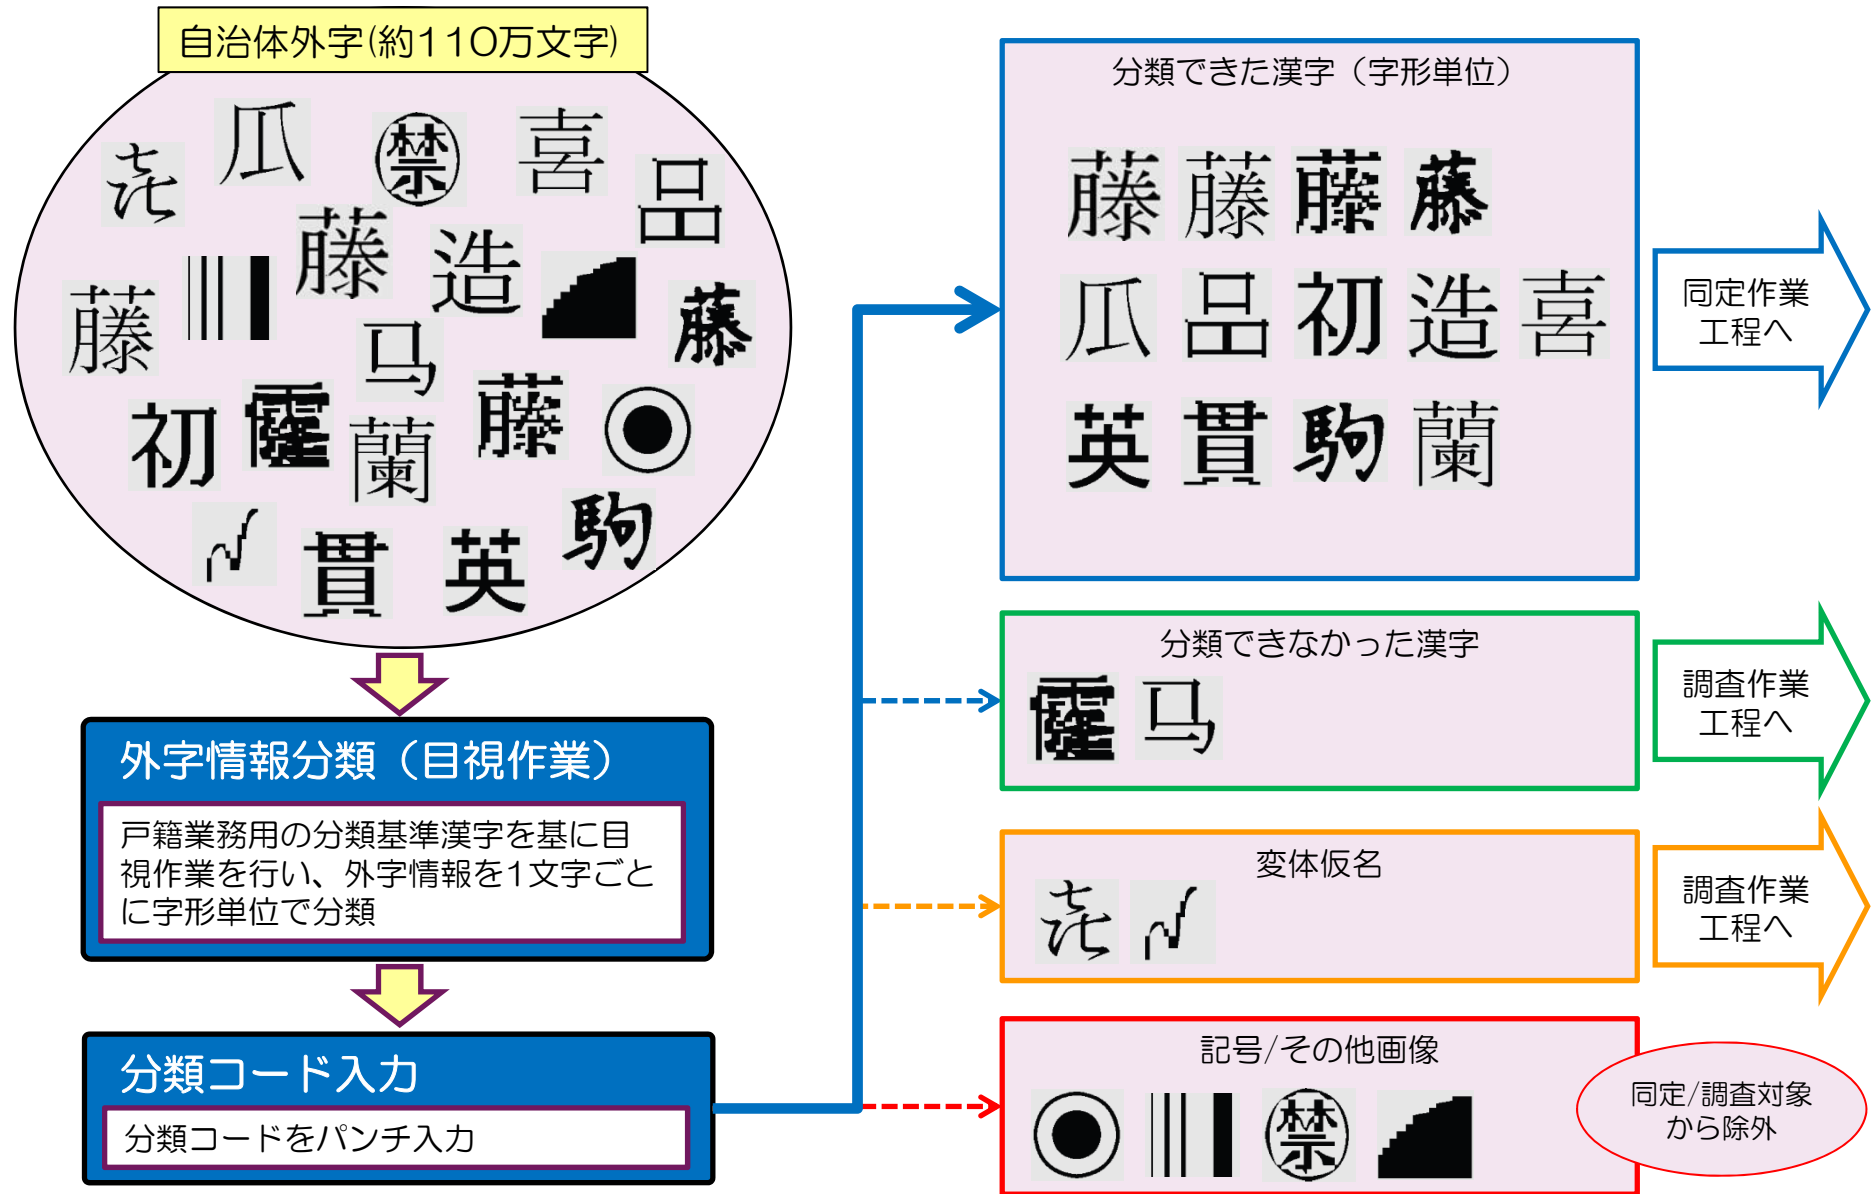 自治体外字(約110万文字)
瓜 禁 喜
品
藤 造
藤 藤
马
初 藤
蘭
貫 英 駒
外字情報分類（目視作業）
戸籍業務用の分類基準漢字を基に目
視作業を行い、外字情報を1文字ごと
に字形単位で分類
分類コード入力
分類コードをパンチ入力
分類できた漢字（字形単位）
藤 藤 藤 藤
瓜 品 初 造 喜
英 貫 駒 蘭
同定作業
工程へ
分類できなかった漢字
马
調査作業
工程へ
変体仮名
調査作業
工程へ
記号/その他画像
禁
同定/調査対象
から除外